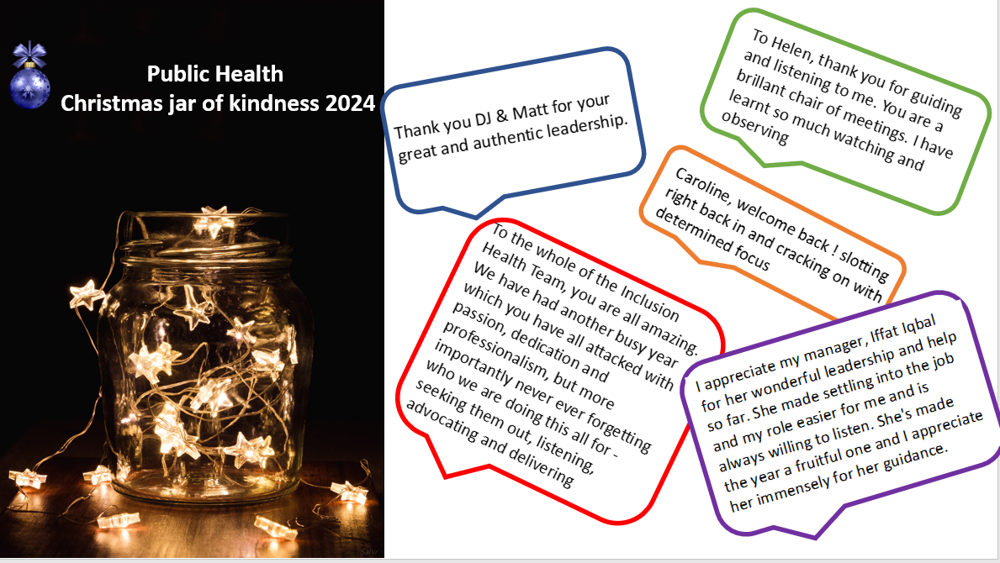 Public Health
Christmas jar of kindness 2024
Thank you DJ & Matt for your
great and authentic leadership.
To Helen, thank you for guiding
and listening to me. You are a
brillant chair of meetings. I have
learnt so much watching and
observing
Caroline, welcome back ! slotting
right back in and cracking on with
determined focus
To the whole of the Inclusion
Health Team, you are all amazing.
We have had another busy year
which you have all attacked with
passion, dedication and
professionalism, but more
importantly never ever forgetting
who we are doing this all for -
seeking them out, listening,
advocating and delivering
I appreciate my manager, Iffat Iqbal
for her wonderful leadership and help
so far. She made settling into the job
and my role easier for me and is
always willing to listen. She's made
the year a fruitful one and I appreciate
her immensely for her guidance.